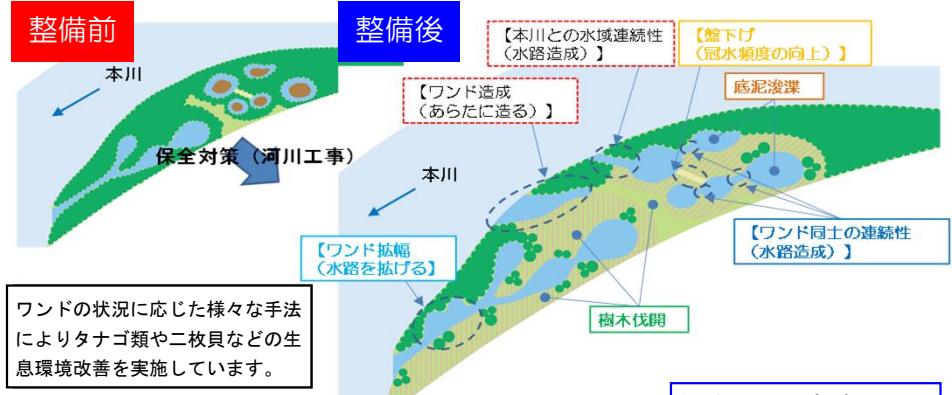 整備前
整備後
本川
保全対策（河川工事）
【本川との水域連続性
（水路造成）】
【盤下げ
（冠水頻度の向上）】
底泥浚渫
【ワンド造成
（あらたに造る）】
本川
【ワンド拡幅
（水路を拡げる】
【ワンド同士の連続性
（水路造成）】
樹木伐開
ワンドの状況に応じた様々な手法
によりタナゴ類や二枚貝などの生
息環境改善を実施しています。